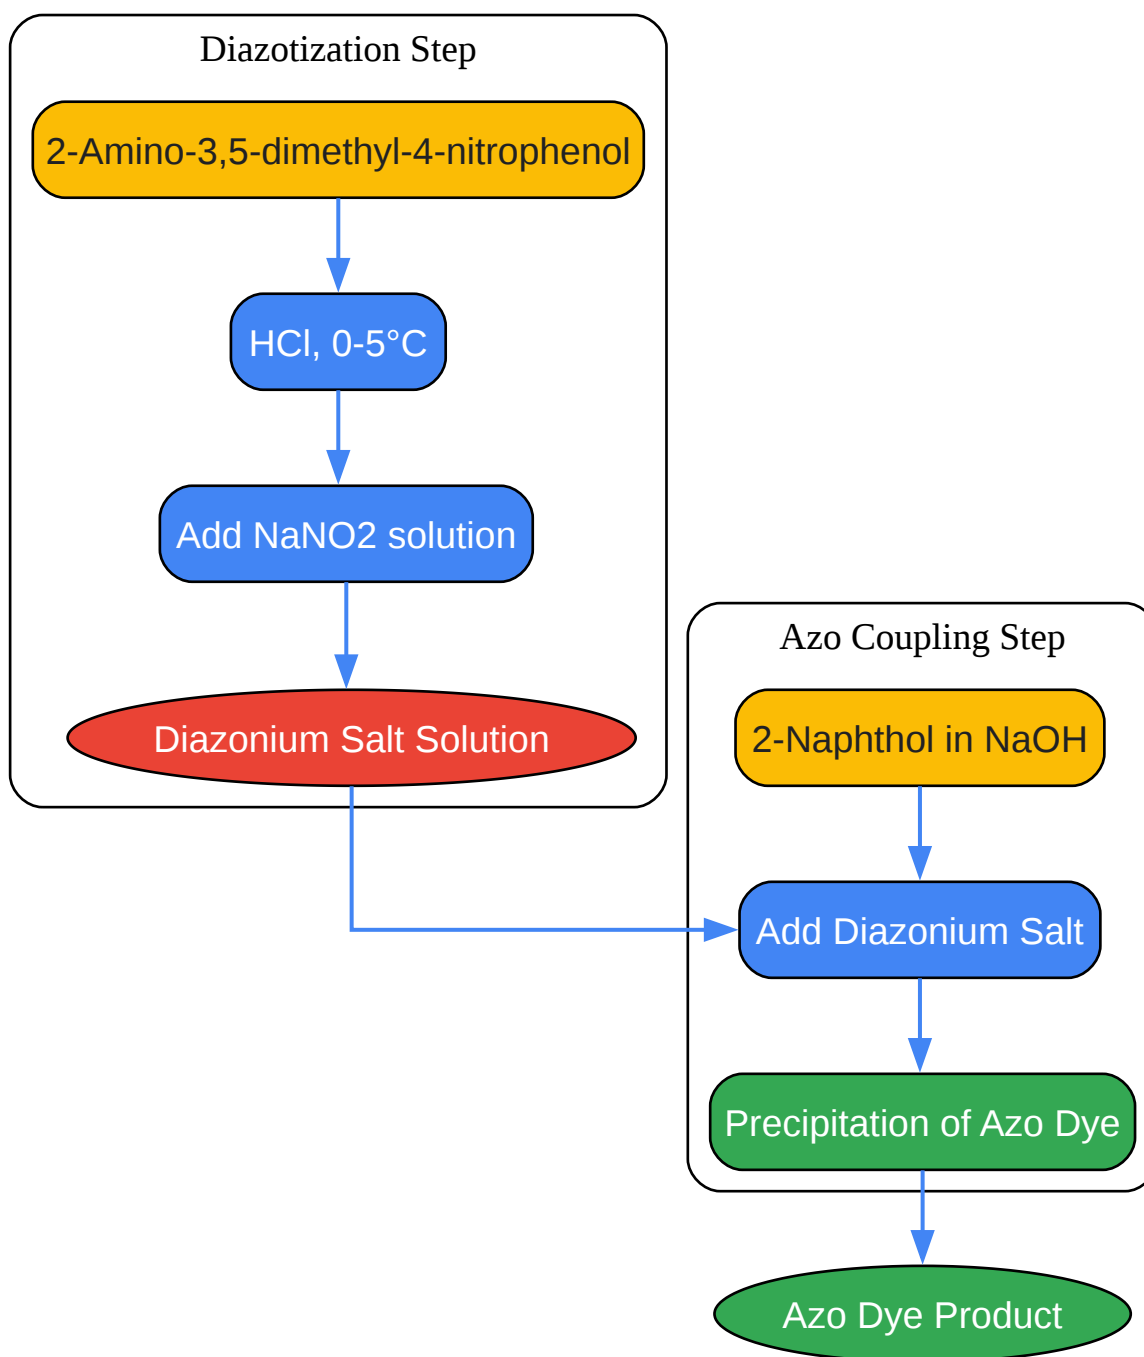 Diazotization Step
2-Amino-3,5-dimethyl-4-nitrophenol
HCl, 0-5°C
Add NaNO2 solution
Diazonium Salt Solution
Azo Coupling Step
2-Naphthol in NaOH
Add Diazonium Salt
Precipitation of Azo Dye
Azo Dye Product